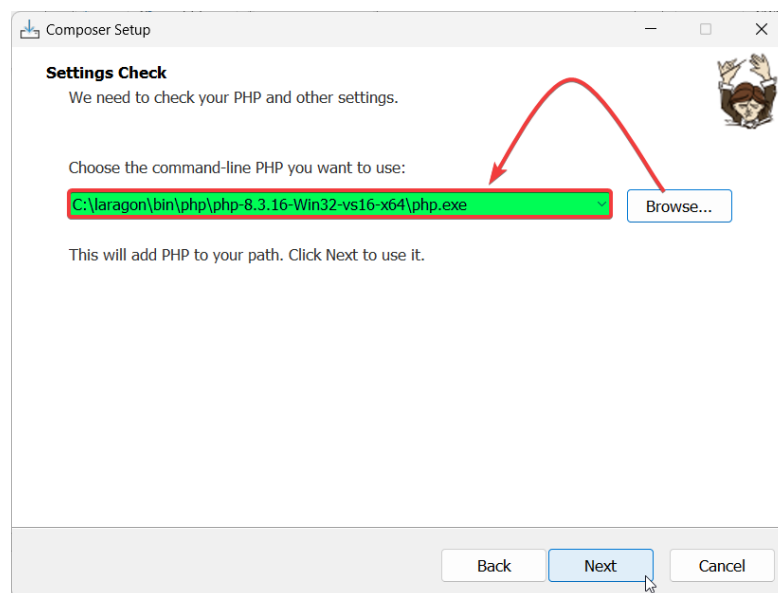 Composer Setup
Settings Check
We need to check your PHP and other settings.
Choose the command-line PHP you want to use:
C:\laragon\bin\php\php-8.3.16-Win32-vs16-x64\php.exe
Browse...
This will add PHP to your path. Click Next to use it.
Back
Next
Cancel